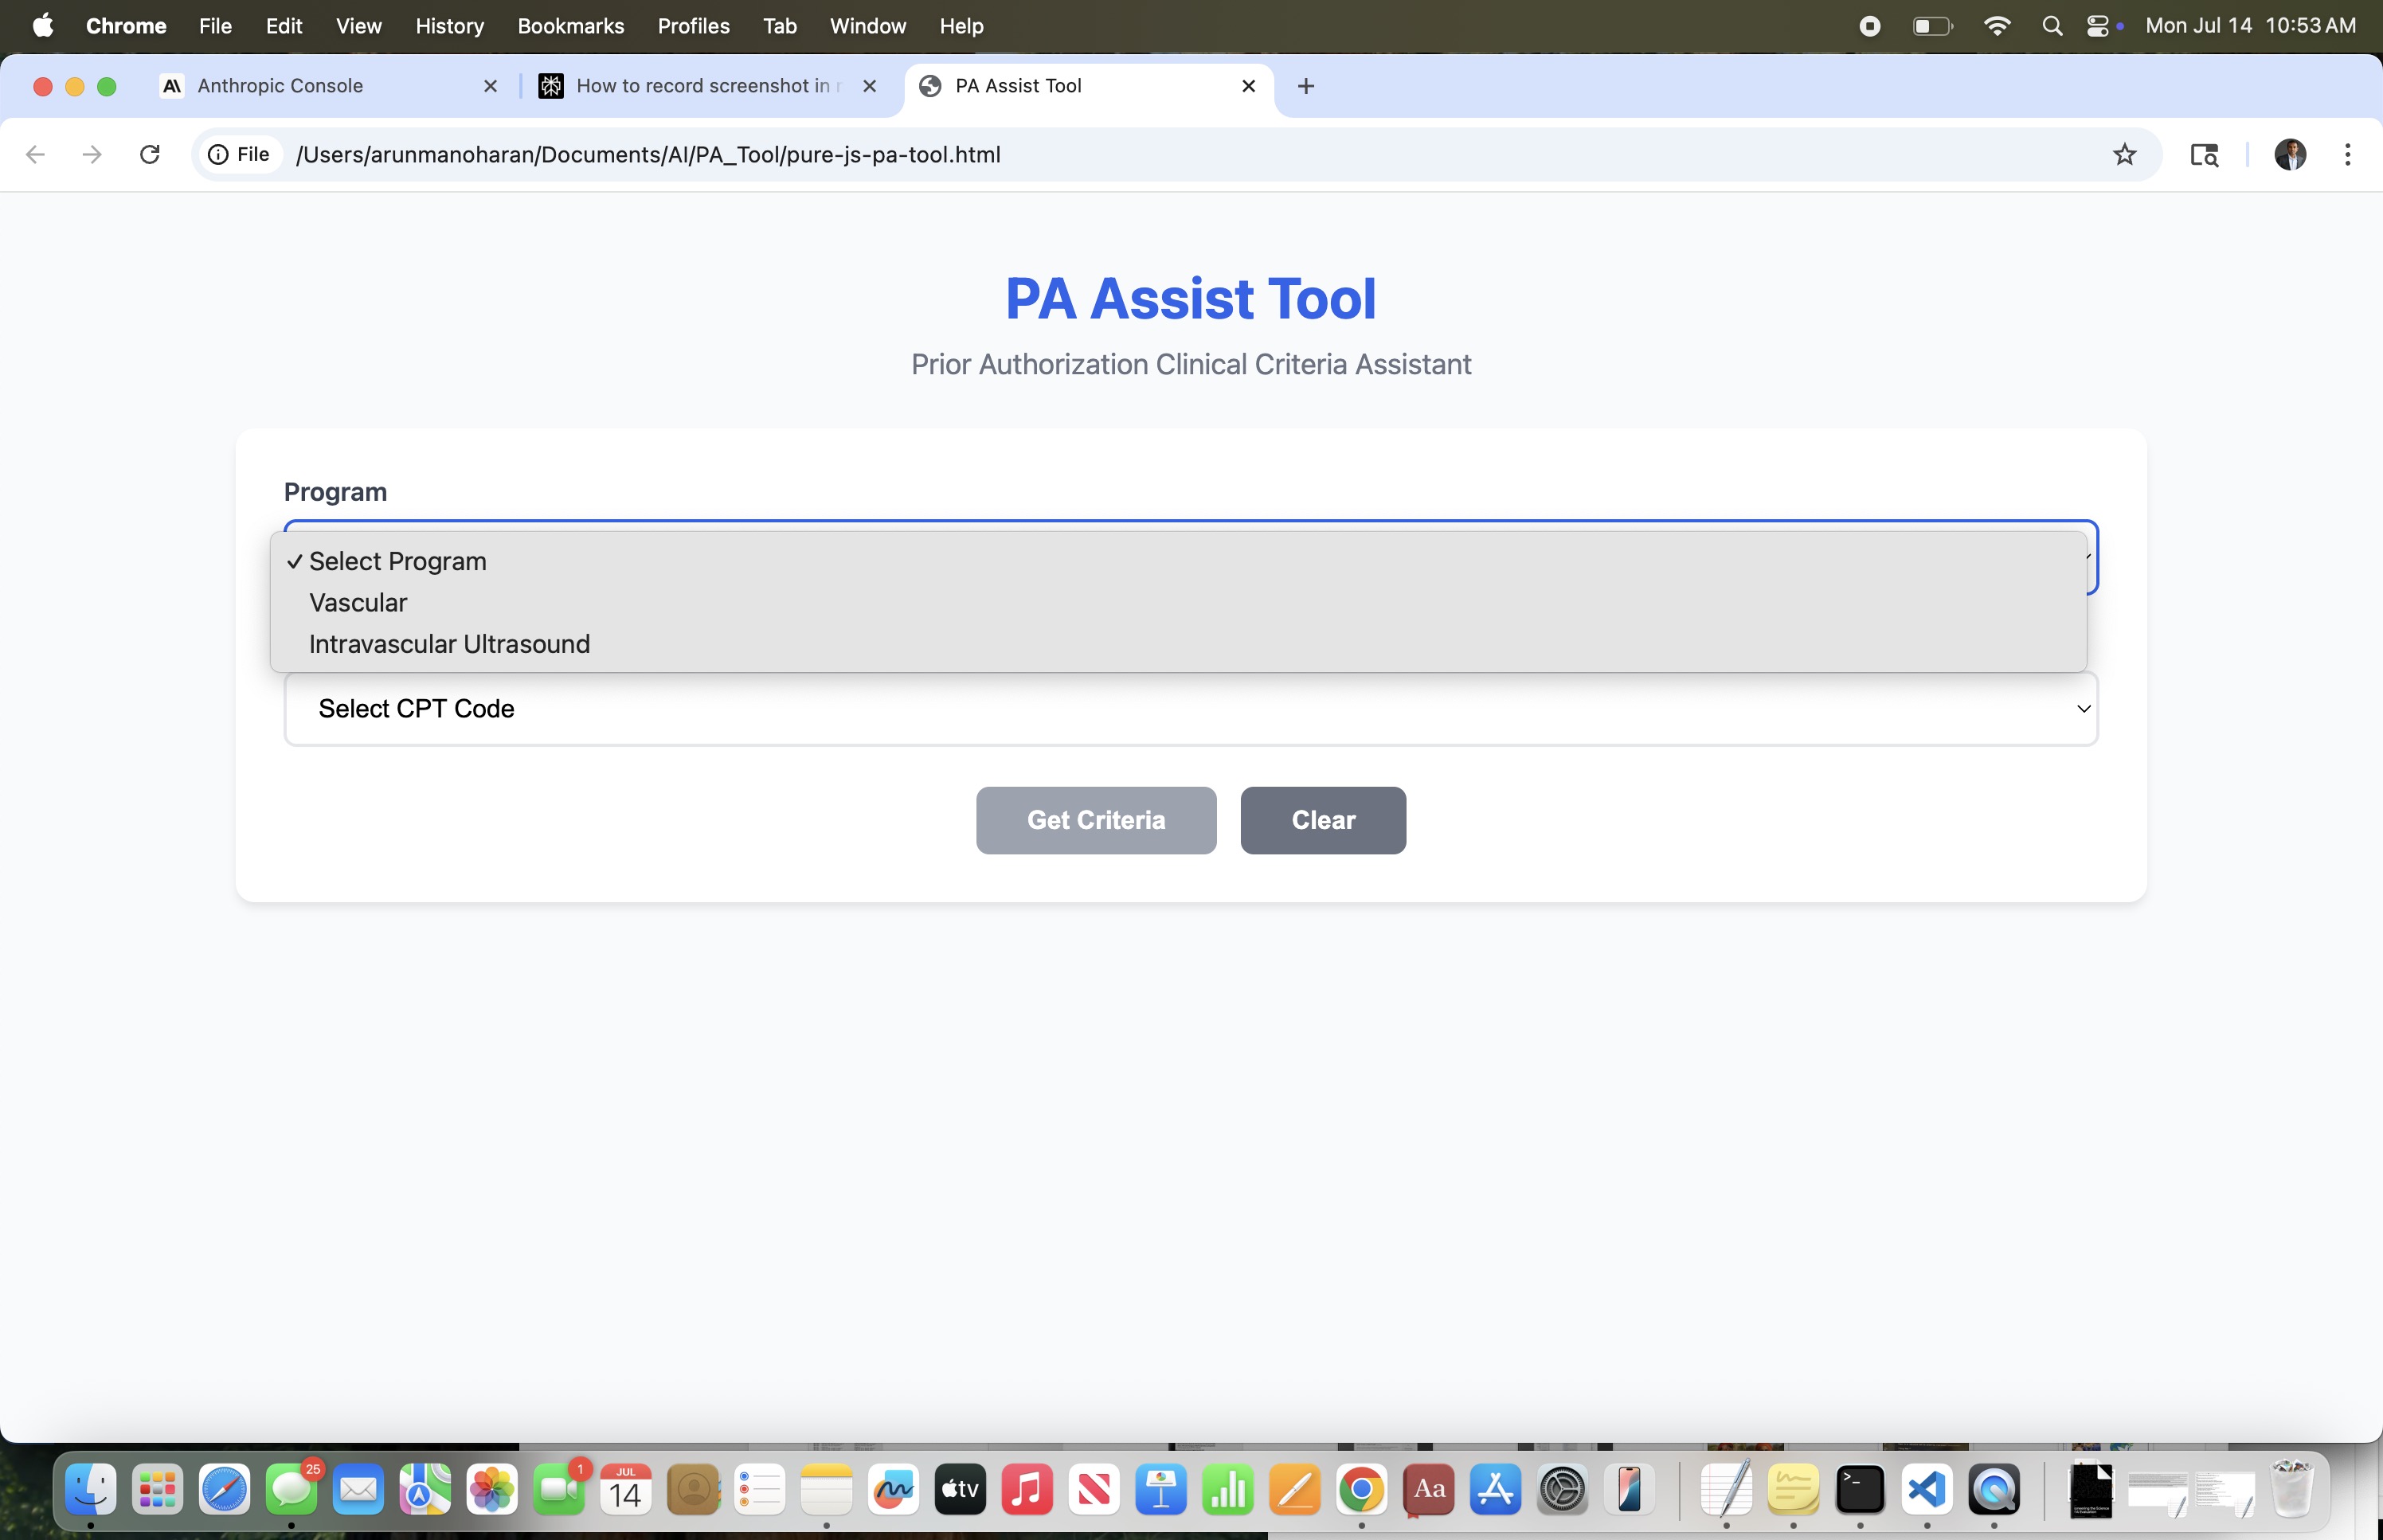 Chrome File Edit View History Bookmarks Profiles Tab Window Help Mon Jul 14 10:53 AM
Anthropic Console How to record screenshot in PA Assist Tool
File /Users/arunmanoharan/Documents/AI/PA_Tool/pure-js-pa-tool.html
PA Assist Tool
Prior Authorization Clinical Criteria Assistant
Program
✓ Select Program
Vascular
Intravascular Ultrasound
Select CPT Code
Get Criteria Clear
25 1 JUL
14 tv Aa